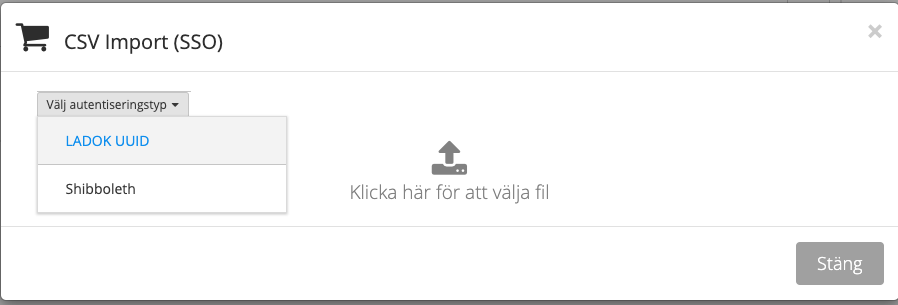 CSV Import (SSO)
×
Välj autentiseringstyp
LADOK UUID
Shibboleth
Klicka här för att välja fil
Stäng